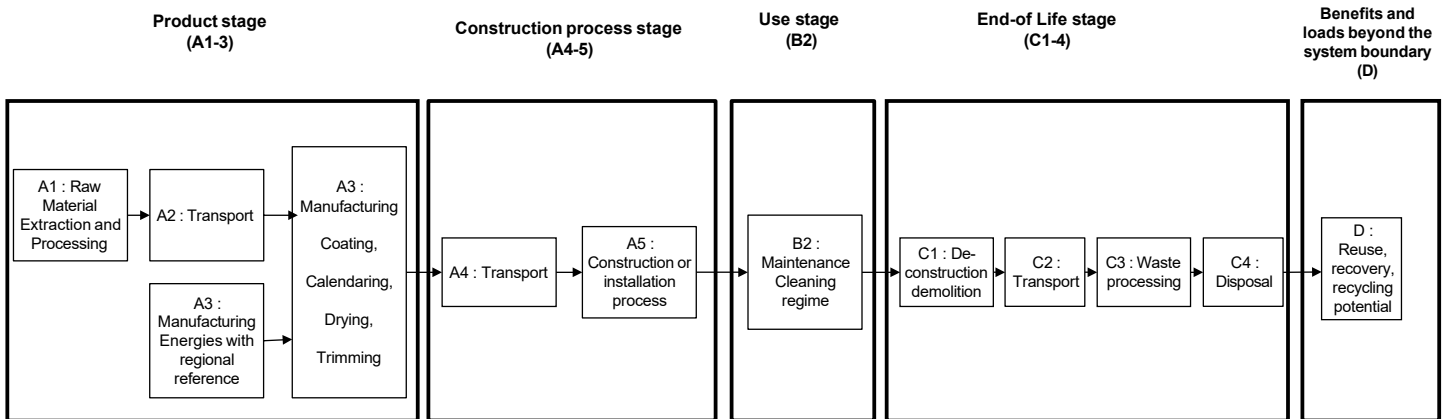 Product stage
(A1-3)
Construction process stage
(A4-5)
Use stage
(B2)
End-of Life stage
(C1-4)
Benefits and
loads beyond the
system boundary
(D)
A1 : Raw
Material
Extraction and
Processing
A2 : Transport
A3 :
Manufacturing
Energies with
regional
reference
A3 :
Manufacturing
Coating,
Calendaring,
Drying,
Trimming
A4 : Transport
A5 :
Construction or
installation
process
B2 :
Maintenance
Cleaning
regime
C1 : De-
construction
demolition
C2 :
Transport
C3 : Waste
processing
C4 :
Disposal
D :
Reuse,
recovery,
recycling
potential